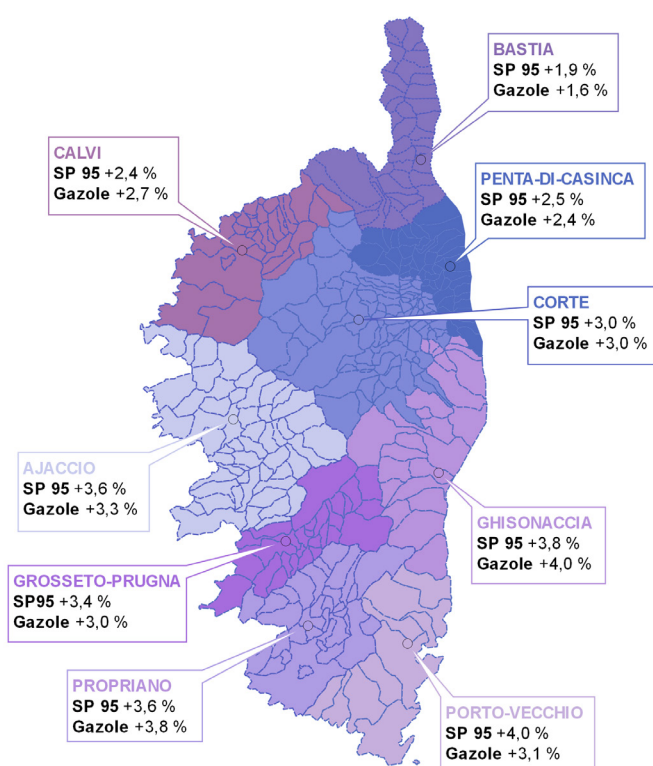 BASTIA
SP 95 +1,9 %
Gazole +1,6 %
CALVI
SP 95 +2,4 %
Gazole +2,7 %
PENTA-DI-CASINCA
SP 95 +2,5 %
Gazole +2,4 %
CORTE
SP 95 +3,0 %
Gazole +3,0 %
AJACCIO
SP 95 +3,6 %
Gazole +3,3 %
GHISONACCIA
SP 95 +3,8 %
Gazole +4,0 %
GROSSETO-PRUGNA
SP95 +3,4 %
Gazole +3,0 %
PROPRIANO
SP 95 +3,6 %
Gazole +3,8 %
PORTO-VECCHIO
SP 95 +4,0 %
Gazole +3,1 %